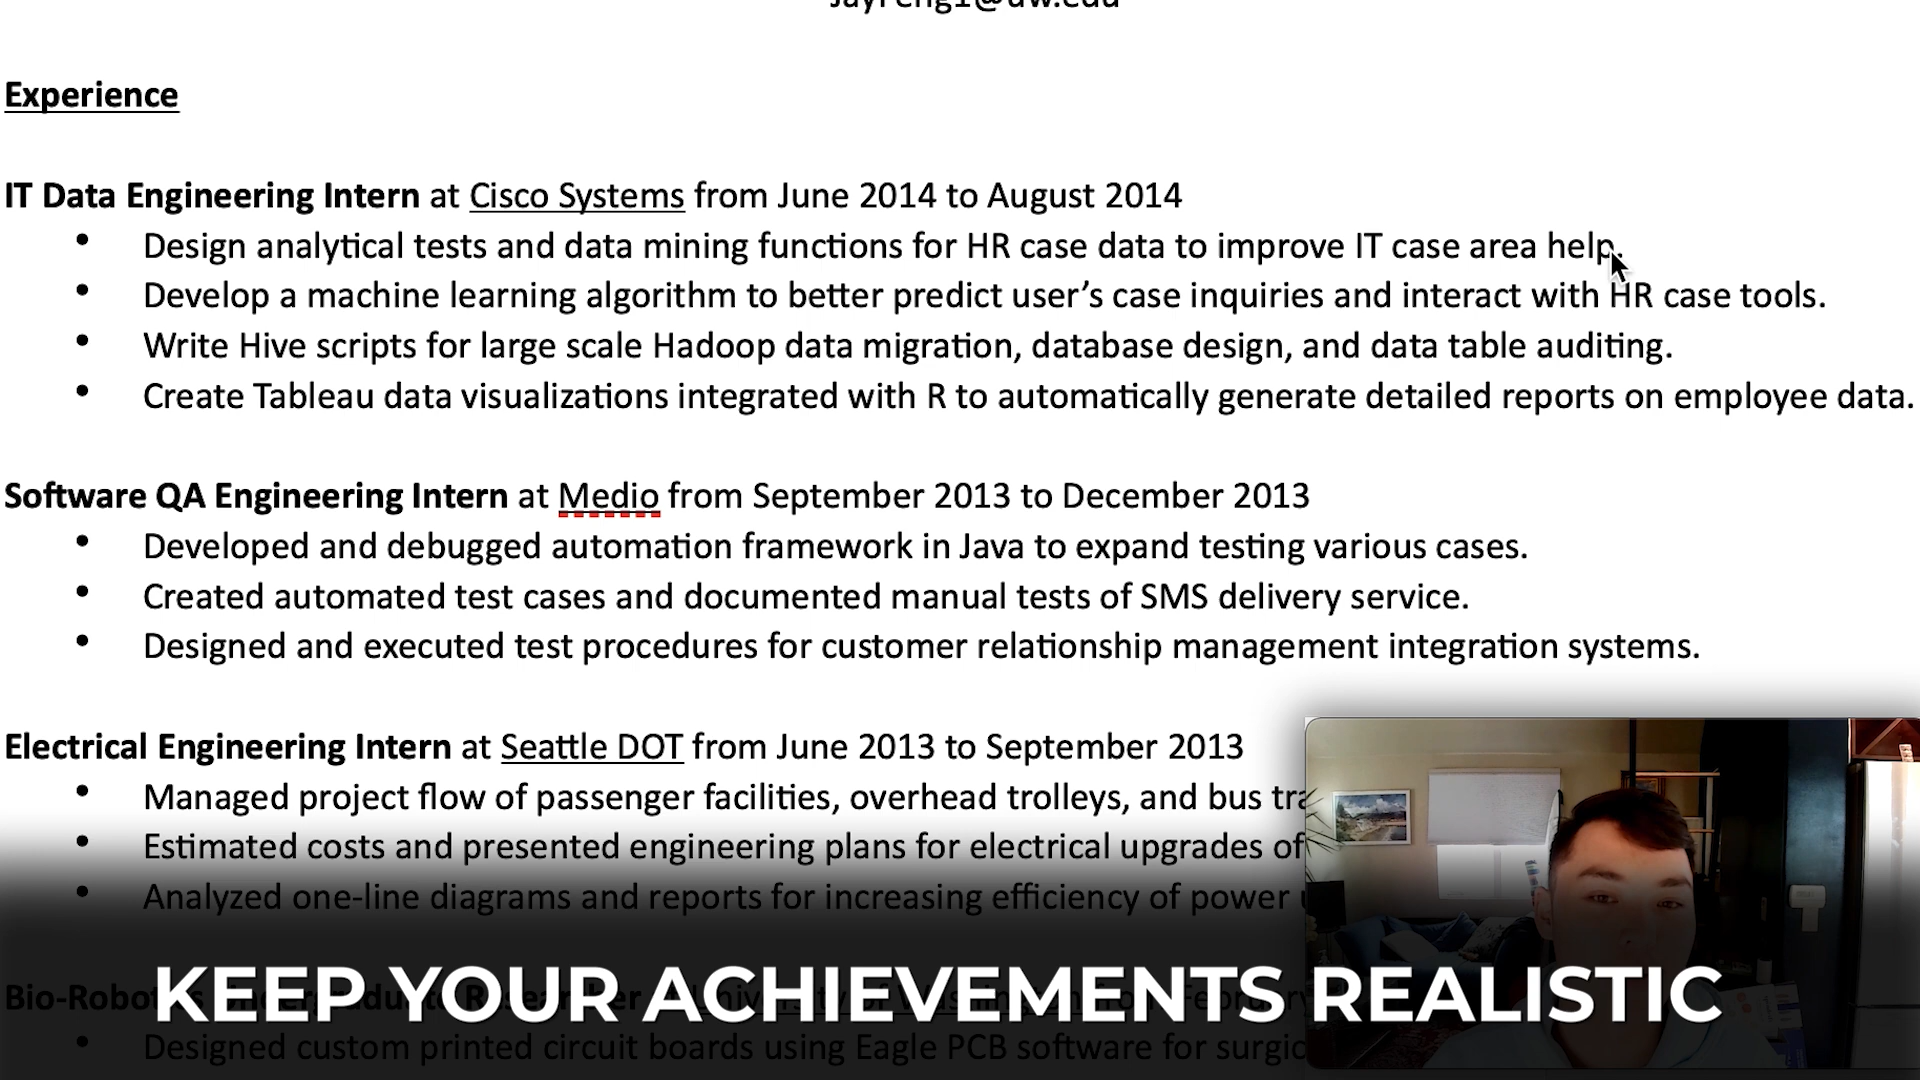 JayFeng1@uw.edu
Experience
IT Data Engineering Intern at Cisco Systems from June 2014 to August 2014
• Design analytical tests and data mining functions for HR case data to improve IT case area help.
• Develop a machine learning algorithm to better predict user’s case inquiries and interact with HR case tools.
• Write Hive scripts for large scale Hadoop data migration, database design, and data table auditing.
• Create Tableau data visualizations integrated with R to automatically generate detailed reports on employee data.
Software QA Engineering Intern at Medio from September 2013 to December 2013
• Developed and debugged automation framework in Java to expand testing various cases.
• Created automated test cases and documented manual tests of SMS delivery service.
• Designed and executed test procedures for customer relationship management integration systems.
Electrical Engineering Intern at Seattle DOT from June 2013 to September 2013
• Managed project flow of passenger facilities, overhead trolleys, and bus
• Estimated costs and presented engineering plans for electrical upgrades of
• Analyzed one-line diagrams and reports for increasing efficiency of power
KEEP YOUR ACHIEVEMENTS REALISTIC
• Designed custom printed circuit boards using Eagle PCB software for